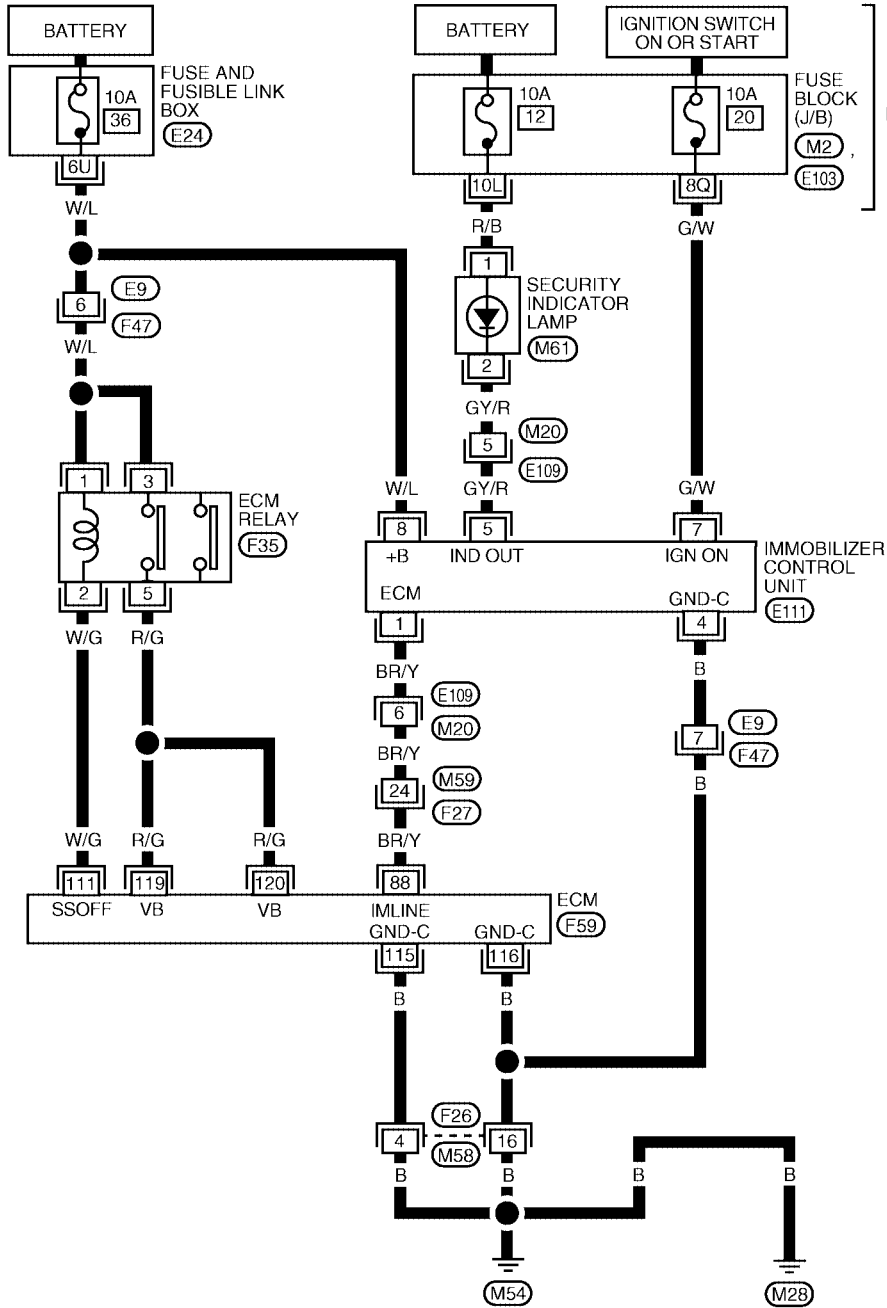 BATTERY
BATTERY
IGNITION SWITCH
ON OR START
FUSE AND
FUSIBLE LINK
BOX
E24
10A
36
10A
12
10A
20
FUSE
BLOCK
(J/B)
M2 ,
E103
6U
10L
8Q
W/L
R/B
G/W
1
SECURITY
INDICATOR
LAMP
M61
6
E9
F47
2
W/L
GY/R
5
M20
E109
1
3
W/L
GY/R
G/W
ECM
RELAY
F35
8
5
7
+B
IND OUT
IGN ON
IMMOBILIZER
CONTROL
UNIT
E111
ECM
GND-C
2
5
1
4
W/G
R/G
BR/Y
B
6
E109
M20
7
E9
F47
BR/Y
B
24
M59
F27
W/G
R/G
R/G
BR/Y
111
119
120
88
SSOFF
VB
VB
IMLINE
ECM
F59
GND-C
GND-C
115
116
B
B
4
F26
M58
16
B
B
B
B
M54
M28